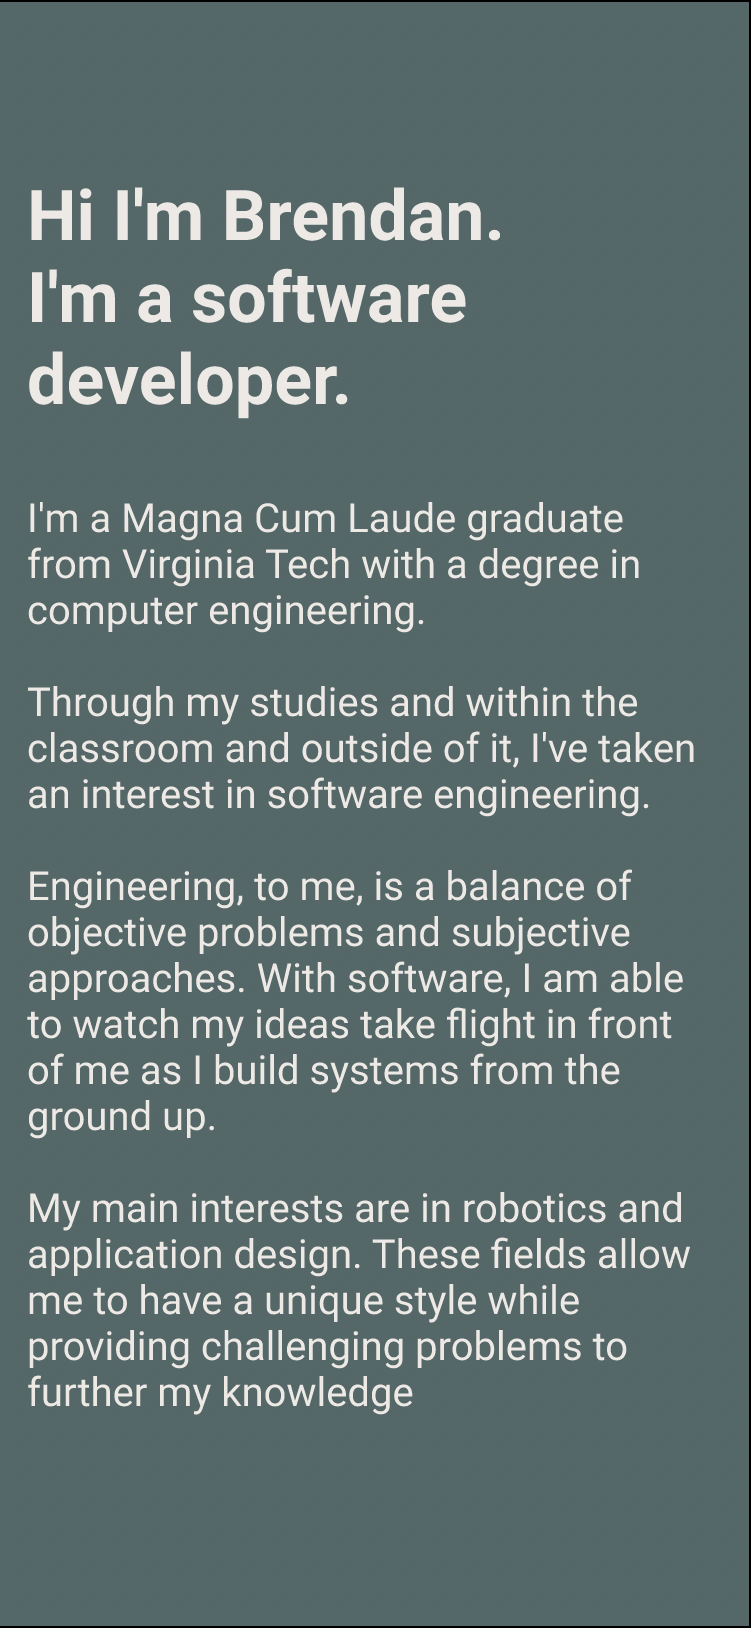 Hi I'm Brendan.
I'm a software
developer.
I'm a Magna Cum Laude graduate
from Virginia Tech with a degree in
computer engineering.
Through my studies and within the
classroom and outside of it, I've taken
an interest in software engineering.
Engineering, to me, is a balance of
objective problems and subjective
approaches. With software, I am able
to watch my ideas take flight in front
of me as I build systems from the
ground up.
My main interests are in robotics and
application design. These fields allow
me to have a unique style while
providing challenging problems to
further my knowledge